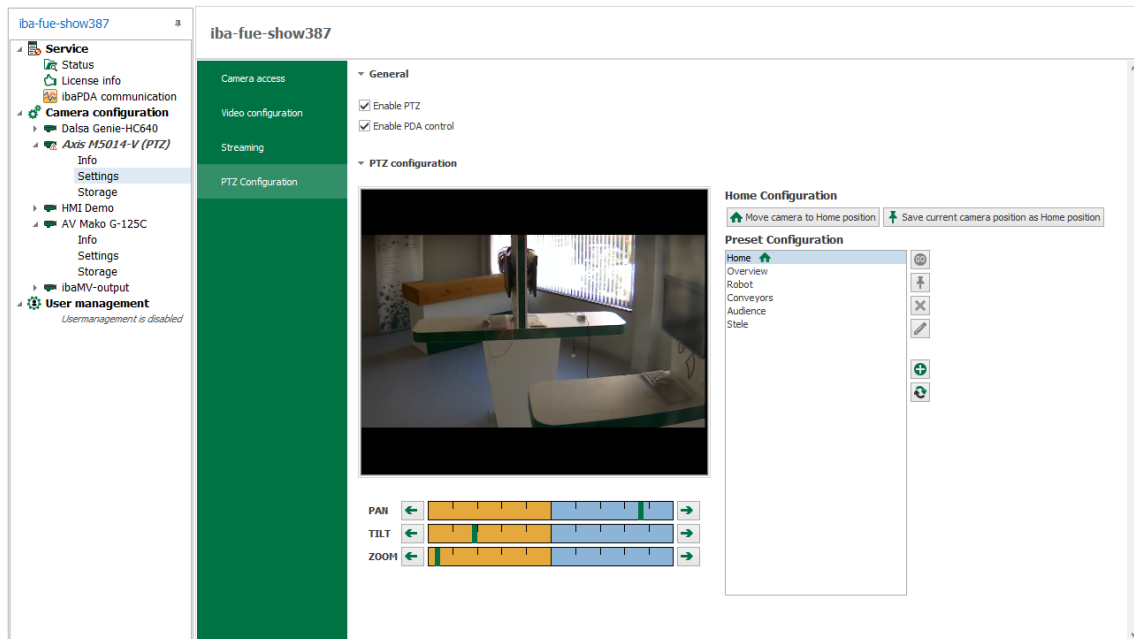 iba-fue-show387
Service
Status
License info
ibaPDA communication
Camera configuration
Dalsa Genie-HC640
Axis M5014-V (PTZ)
Info
Settings
Storage
HMI Demo
AV Mako G-125C
Info
Settings
Storage
ibaMV-output
User management
Usermanagement is disabled
iba-fue-show387
Camera access
Video configuration
Streaming
PTZ Configuration
General
Enable PTZ
Enable PDA control
PTZ configuration
PAN
TILT
ZOOM
Home Configuration
Move camera to Home position
Save current camera position as Home position
Preset Configuration
Home
Overview
Robot
Conveyors
Audience
Stele
GO